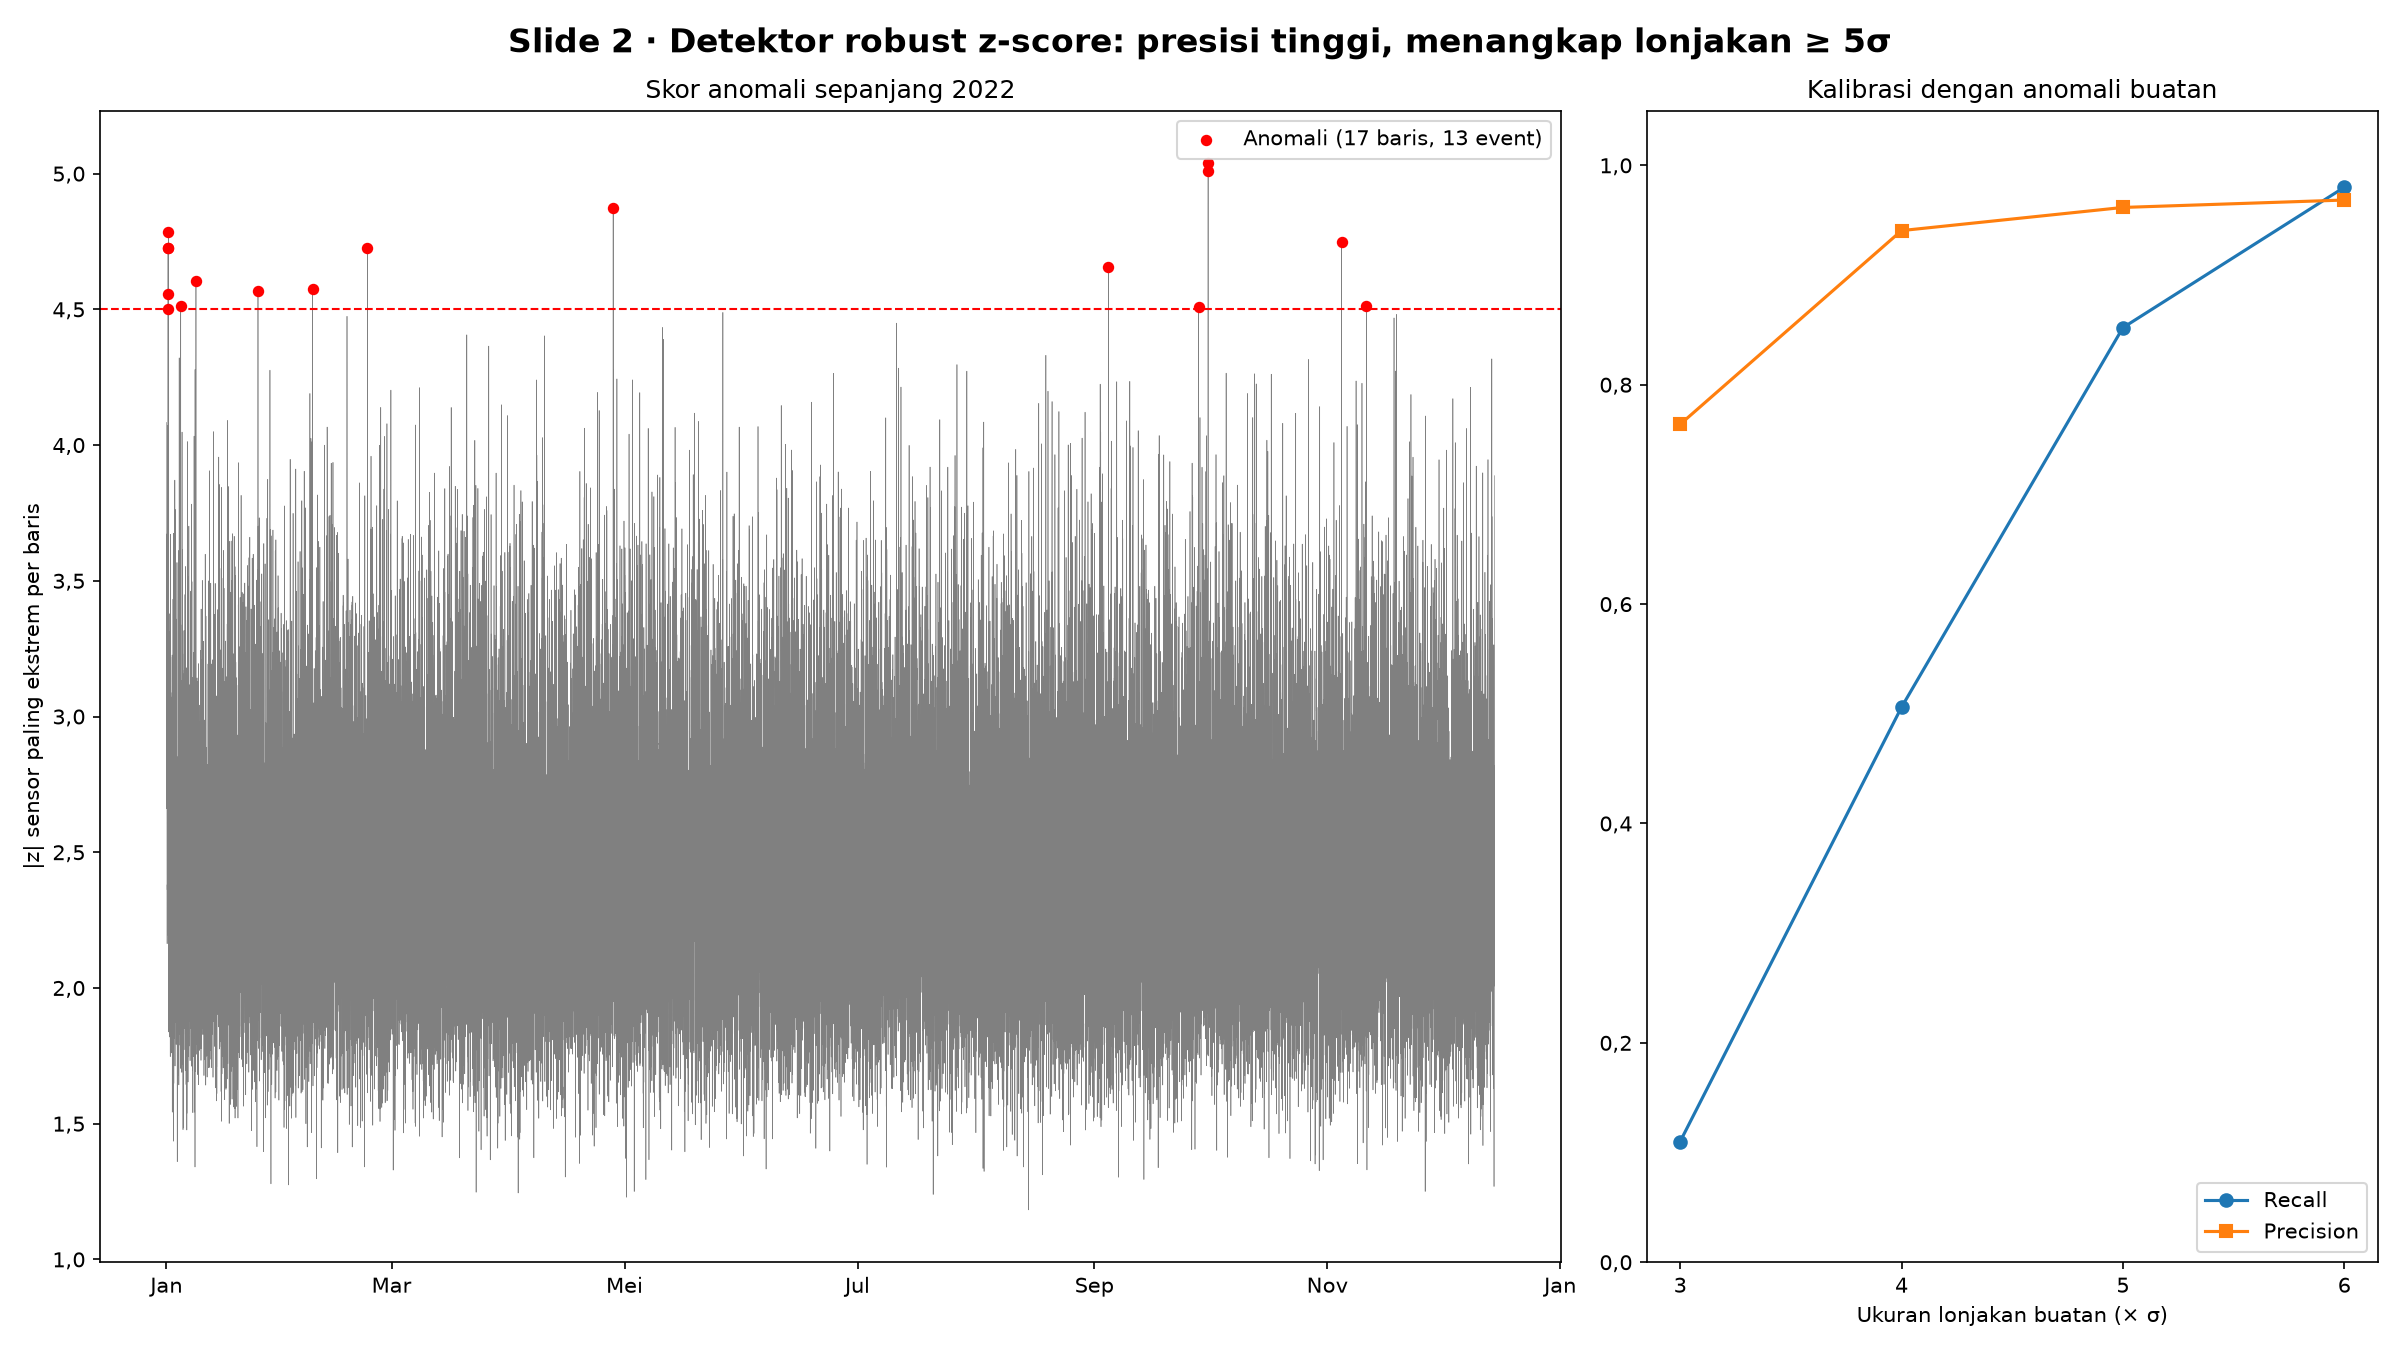 Slide 2 · Detektor robust z-score: presisi tinggi, menangkap lonjakan ≥ 5σ
Skor anomali sepanjang 2022
Anomali (17 baris, 13 event)
|z| sensor paling ekstrem per baris
5,0
4,5
4,0
3,5
3,0
2,5
2,0
1,5
1,0
Jan
Mar
Mei
Jul
Sep
Nov
Jan
Kalibrasi dengan anomali buatan
1,0
0,8
0,6
0,4
0,2
0,0
Recall
Precision
3
4
5
6
Ukuran lonjakan buatan (× σ)